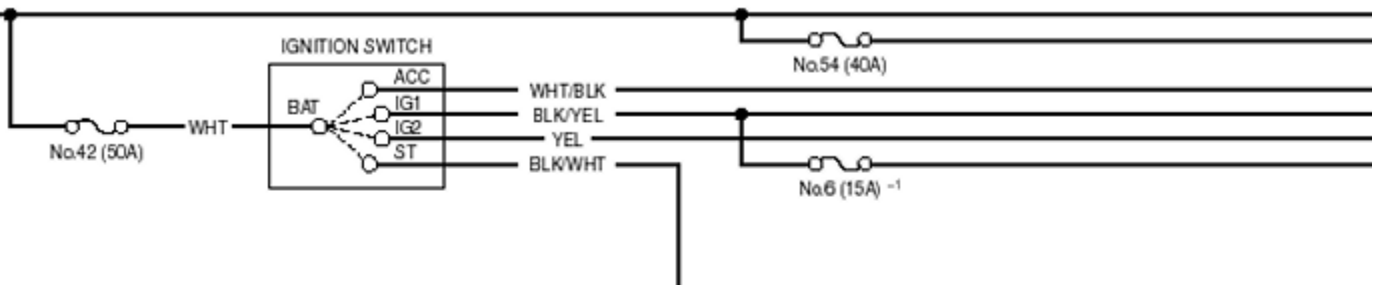 IGNITION SWITCH
No.54 (40A)
ACC
WHT/BLK
BAT
IG1
BLK/YEL
WHT
IG2
YEL
No.42 (50A)
ST
BLK/WHT
No.6 (15A) –1